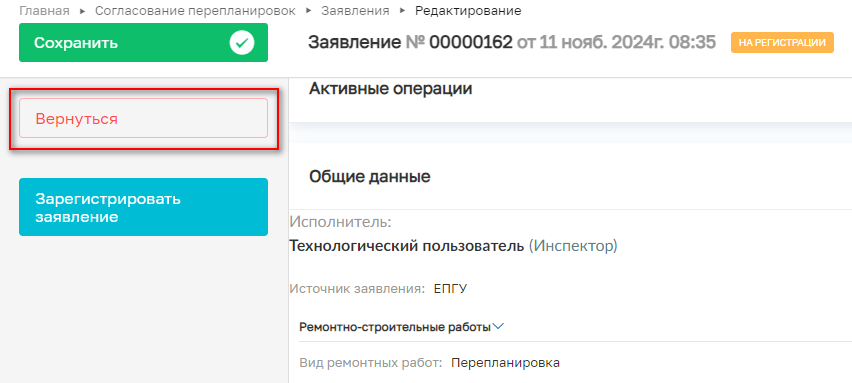 Главная ▸ Согласование перепланировок ▸ Заявления ▸ Редактирование
Сохранить
Заявление № 00000162 от 11 нояб. 2024г. 08:35 НА РЕГИСТРАЦИИ
Активные операции
Вернуться
Общие данные
Зарегистрировать
заявление
Исполнитель:
Технологический пользователь (Инспектор)
Источник заявления: ЕПГУ
Ремонтно-строительные работы
Вид ремонтных работ: Перепланировка